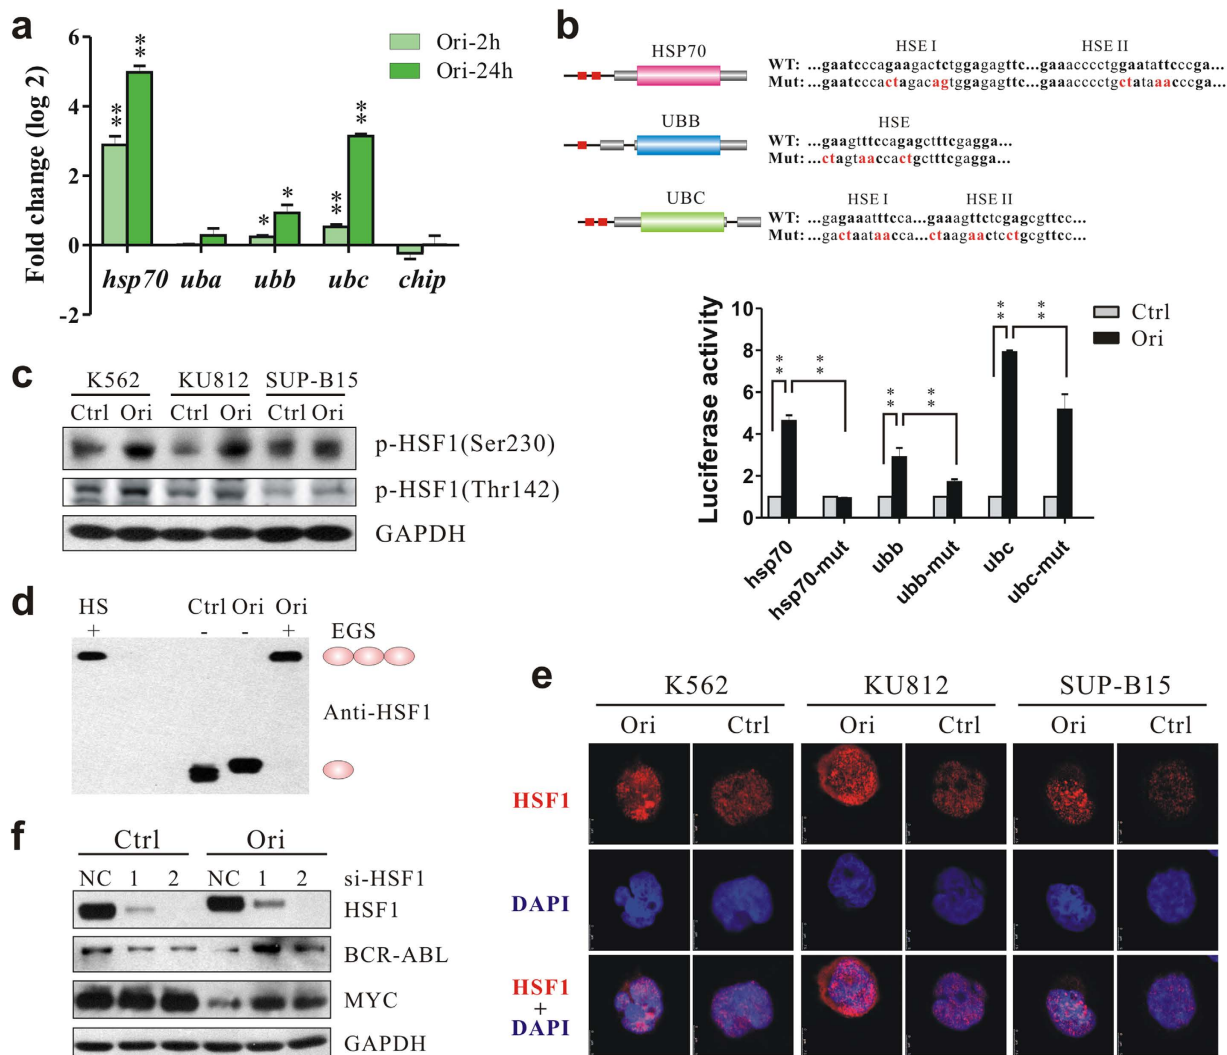 a
Fold change (log 2)
6
4
2
0
-2
Ori-2h
Ori-24h
**
**
*
*
**
**
hsp70 uba ubb ubc chip
b
HSP70
HSE I HSE II
WT: ...gaatcccagaagactctggagagttc...gaaacccctggaatattcccga...
Mut: ...gaatcccactagacagtggagagttc...gaaacccctgctataaacccga...
UBB
HSE
WT: ...gaagtttccagagctttcgagga...
Mut: ...ctagtaaccactgctttcgagga...
UBC
HSE I HSE II
WT: ...gagaaatttcca...gaaagttctcgagcgttcc...
Mut: ...gactaataacca...ctaagaactcctgcgttcc...
Luciferase activity
10
8
6
4
2
0
Ctrl
Ori
** ** ** ** ** **
hsp70 hsp70-mut ubb ubb-mut ubc ubc-mut
c
K562 KU812 SUP-B15
Ctrl Ori Ctrl Ori Ctrl Ori
p-HSF1(Ser230)
p-HSF1(Thr142)
GAPDH
d
HS Ctrl Ori Ori
+ - - + EGS
Anti-HSF1
e
K562 KU812 SUP-B15
Ori Ctrl Ori Ctrl Ori Ctrl
HSF1
DAPI
HSF1
+
DAPI
f
Ctrl Ori
NC 1 2 NC 1 2 si-HSF1
HSF1
BCR-ABL
MYC
GAPDH